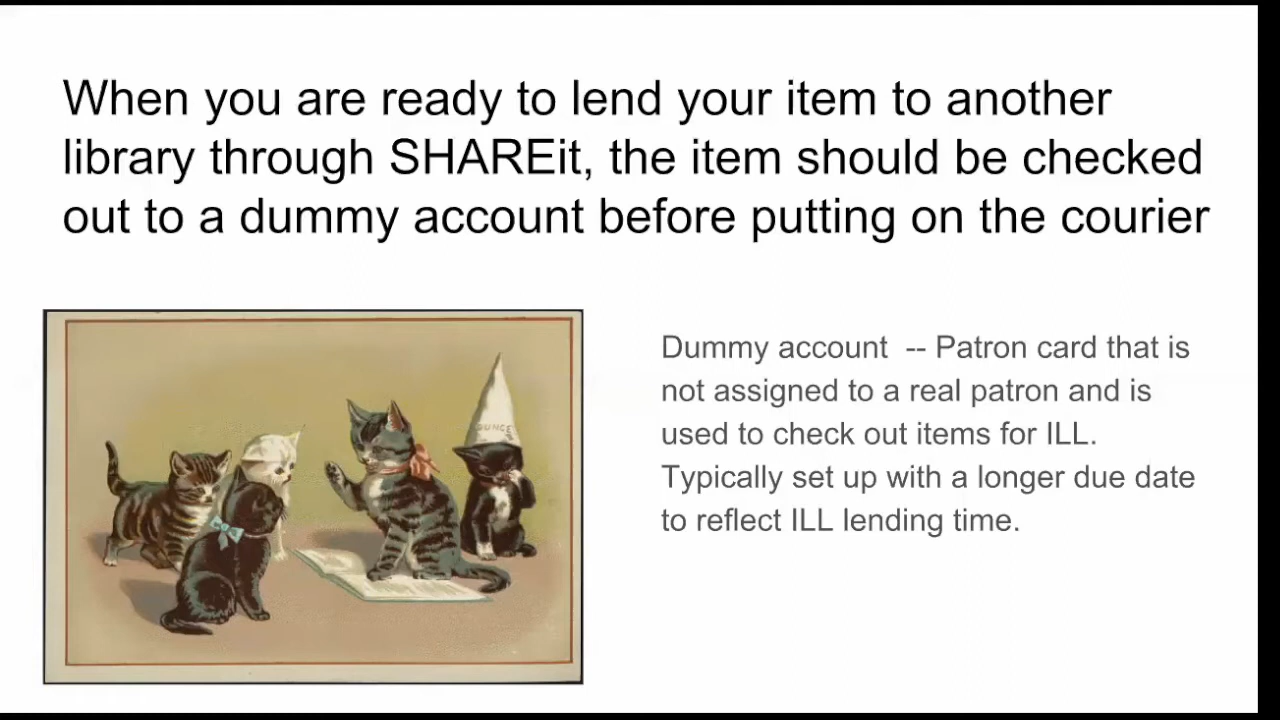 When you are ready to lend your item to another
library through SHAREit, the item should be checked
out to a dummy account before putting on the courier
DUNCE
Dummy account  -- Patron card that is
not assigned to a real patron and is
used to check out items for ILL.
Typically set up with a longer due date
to reflect ILL lending time.